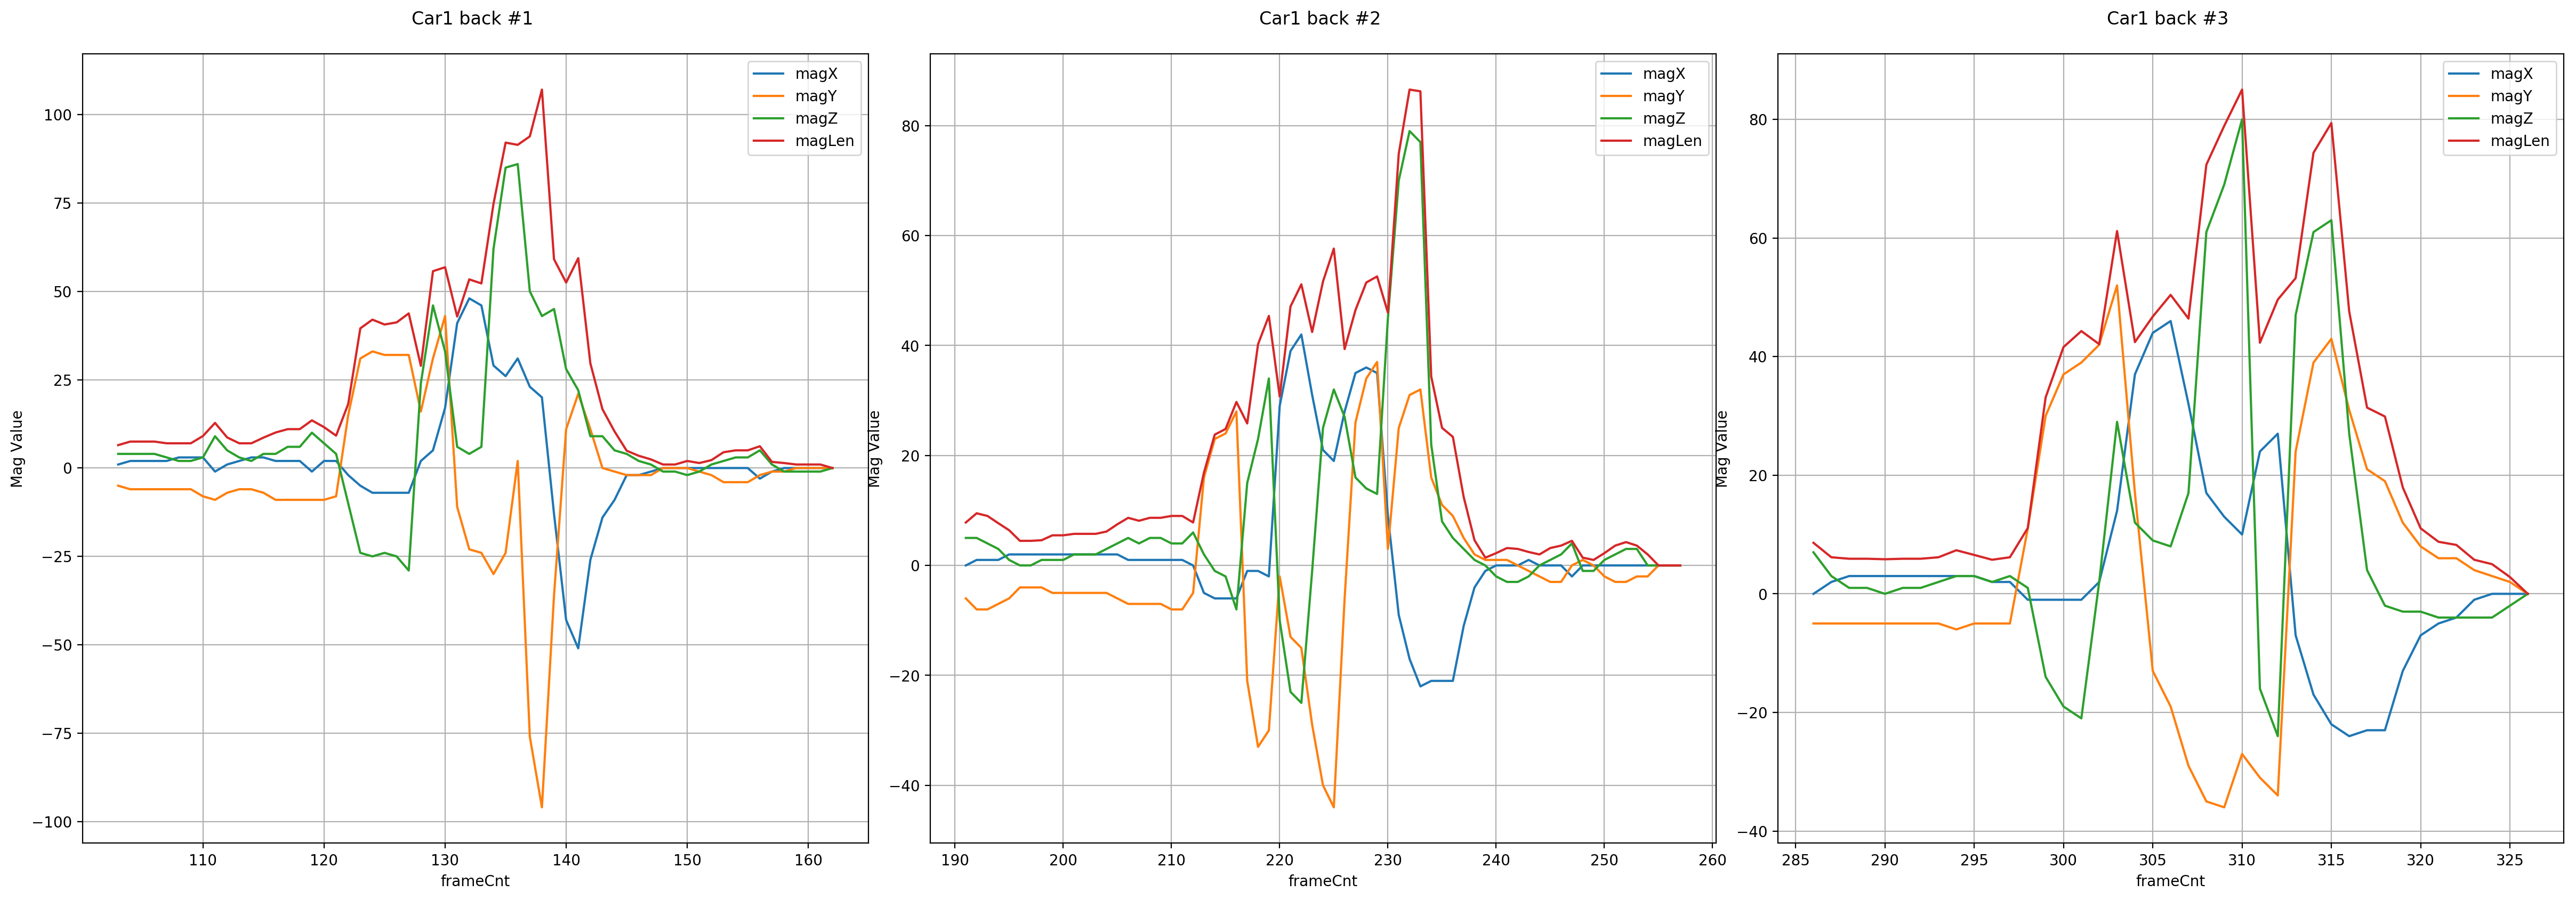 Car1 back #1
Mag Value
100
75
50
25
0
−25
−50
−75
−100
110 120 130 140 150 160
frameCnt
magX
magY
magZ
magLen
Car1 back #2
Mag Value
80
60
40
20
0
−20
−40
190 200 210 220 230 240 250 260
frameCnt
magX
magY
magZ
magLen
Car1 back #3
Mag Value
80
60
40
20
0
−20
−40
285 290 295 300 305 310 315 320 325
frameCnt
magX
magY
magZ
magLen